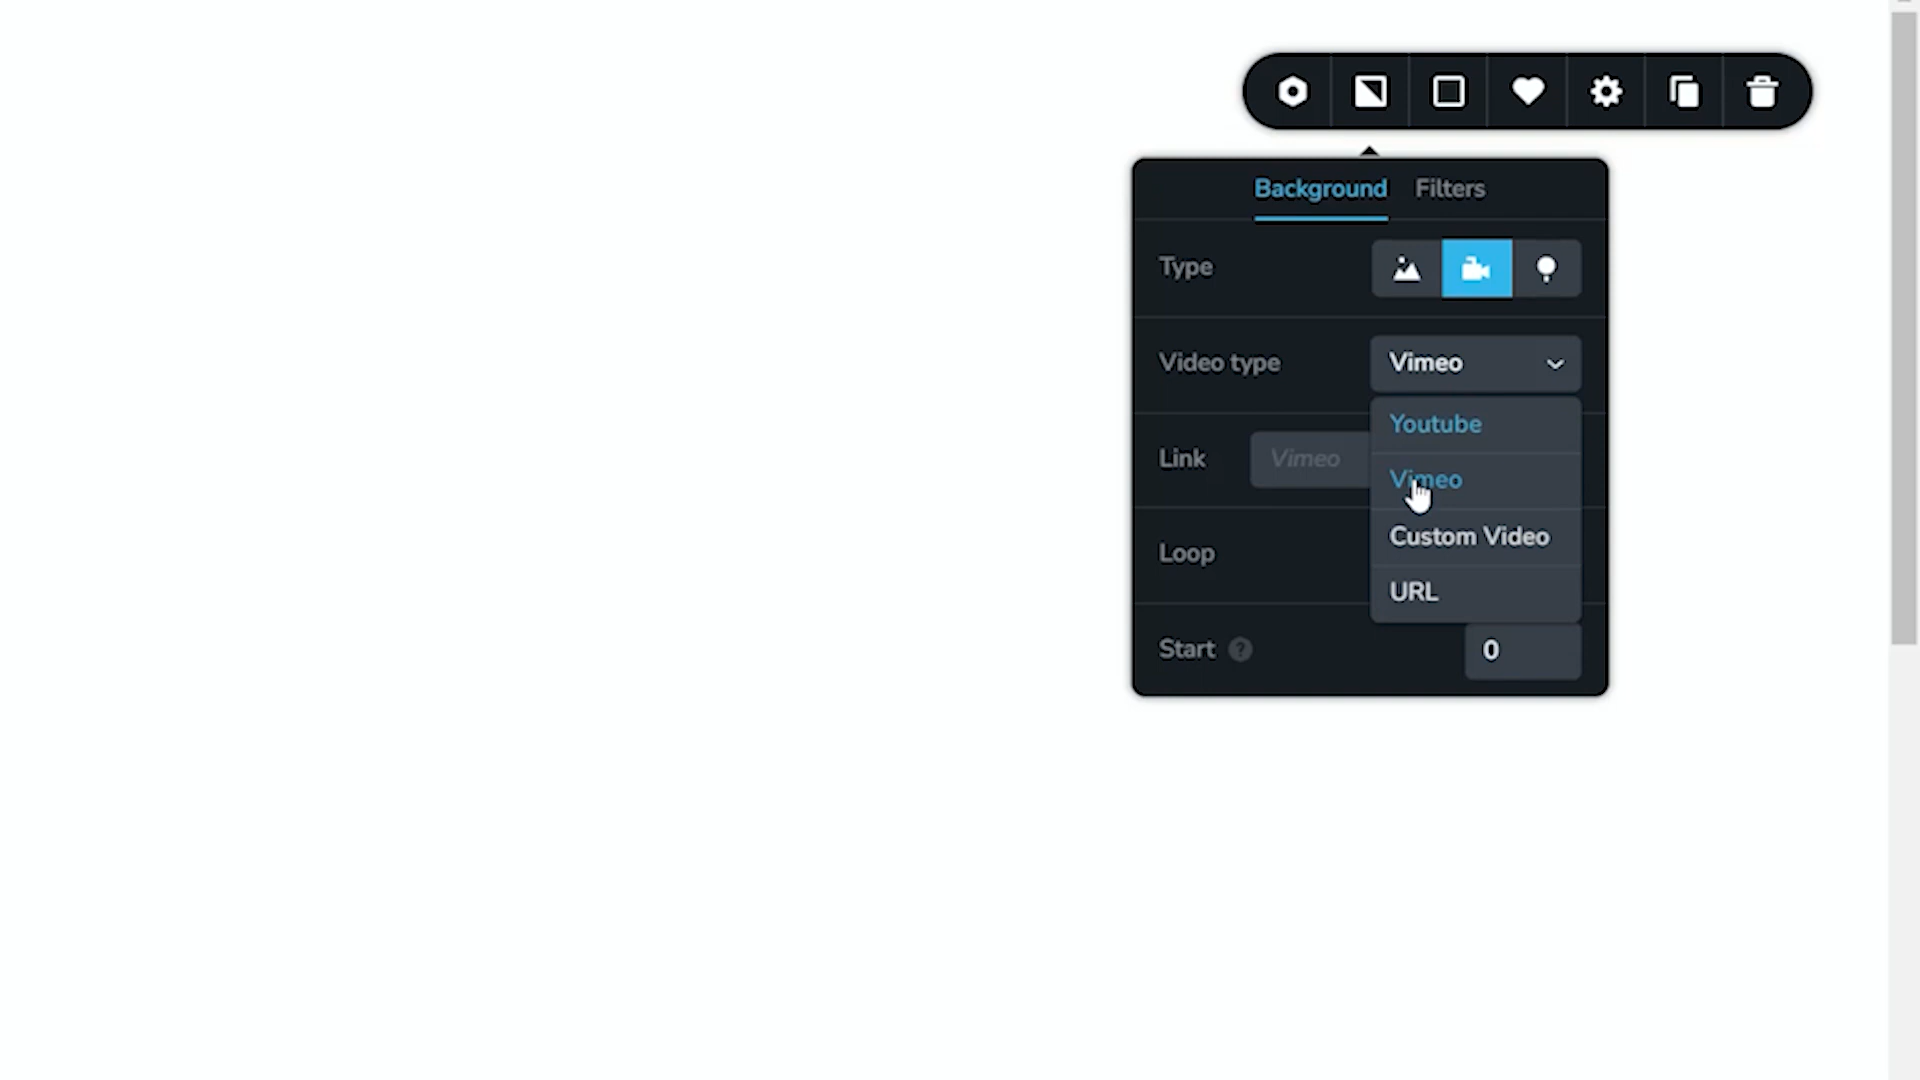 Background Filters
Type
Video type Vimeo
Youtube
Link Vimeo
Vimeo
Custom Video
Loop
URL
Start ? 0